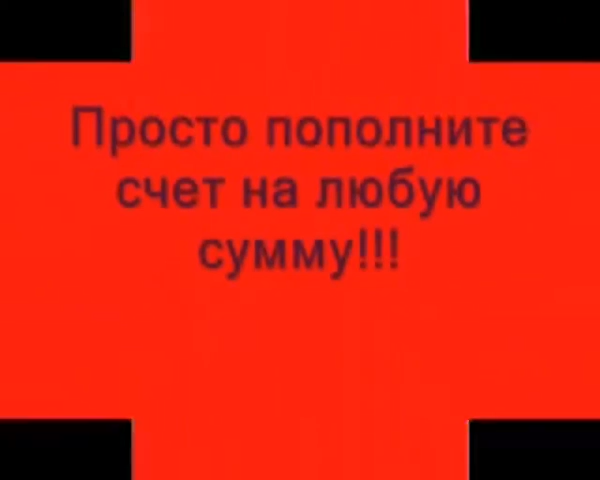 Просто пополните
счет на любую
сумму!!!